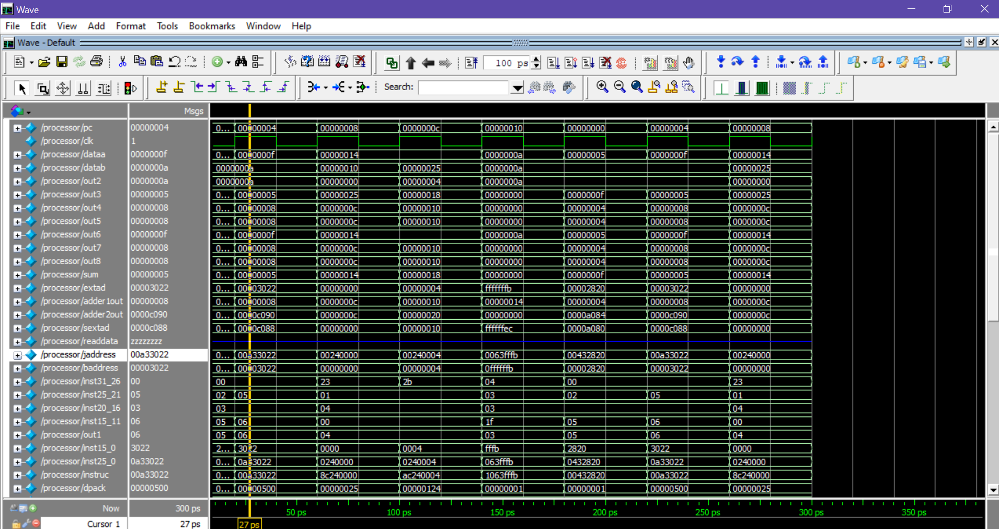 Wave
File Edit View Add Format Tools Bookmarks Window Help
Wave - Default
100 ps
Search:
Msgs
/processor/pc 00000004 0... 00000004 00000008 0000000c 00000010 00000000 00000004 00000008
/processor/clk 1
/processor/dataa 0000000f 0... 0000000f 00000014 0000000a 00000005 0000000f 00000014
/processor/datab 0000000a 0000000a 00000010 00000025 0000000a 00000025
/processor/out2 0000000a 0000000a 00000000 00000004 0000000a 00000000
/processor/out3 00000005 0... 00000005 00000025 00000018 00000000 0000000f 00000005 00000025
/processor/out4 00000008 0... 00000008 0000000c 00000010 00000000 00000004 00000008 0000000c
/processor/out5 00000008 0... 00000008 0000000c 00000010 00000000 00000004 00000008 0000000c
/processor/out6 0000000f 0... 0000000f 00000014 0000000a 00000005 0000000f 00000014
/processor/out7 00000008 0... 00000008 0000000c 00000010 00000000 00000004 00000008 0000000c
/processor/out8 00000008 0... 00000008 0000000c 00000010 00000000 00000004 00000008 0000000c
/processor/sum 00000005 0... 00000005 00000014 00000018 00000000 0000000f 00000005 00000014
/processor/extad 00003022 0... 00003022 00000000 00000004 fffffffb 00002820 00003022 00000000
/processor/adder1out 00000008 0... 00000008 0000000c 00000010 00000014 00000004 00000008 0000000c
/processor/adder2out 0000c090 0... 0000c090 0000000c 00000020 00000000 0000a084 0000c090 0000000c
/processor/sextad 0000c088 0... 0000c088 00000000 00000010 ffffffec 0000a080 0000c088 00000000
/processor/readdata zzzzzzzz
/processor/jaddress 00a33022 0... 00a33022 00240000 00240004 0063fffb 00432820 00a33022 00240000
/processor/baddress 00003022 0... 00003022 00000000 00000004 0ffffffb 00002820 00003022 00000000
/processor/inst31_26 00 00 23 2b 04 00 23
/processor/inst25_21 05 02 05 01 03 02 05 01
/processor/inst20_16 03 03 04 03 04
/processor/inst15_11 06 05 06 00 1f 05 06 00
/processor/out1 06 05 06 04 03 05 06 04
/processor/inst15_0 3022 2... 3022 0000 0004 fffb 2820 3022 0000
/processor/inst25_0 0a33022 0... 0a33022 0240000 0240004 063fffb 0432820 0a33022 0240000
/processor/instruc 00a33022 0... 00a33022 8c240000 ac240004 1063fffb 00432820 00a33022 8c240000
/processor/dpack 00000500 0... 00000500 00000025 00000124 00000001 00000001 00000500 00000025
Now 300 ps 50 ps 100 ps 150 ps 200 ps 250 ps 300 ps 350 ps
Cursor 1 27 ps 27 ps